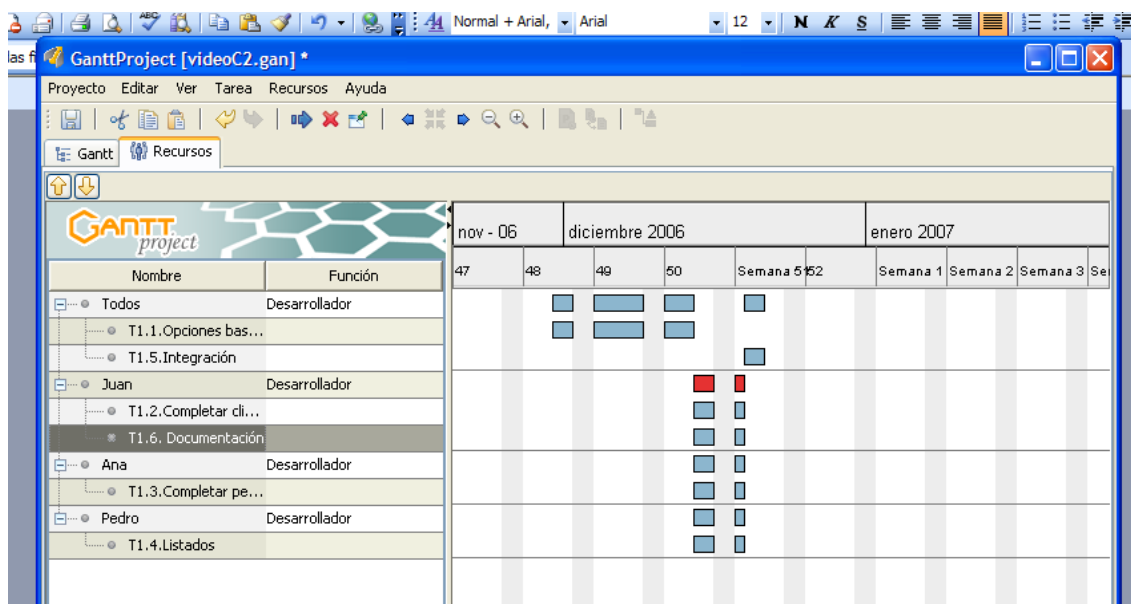 ABC
44 Normal + Arial, Arial 12 N K S
las fi
GanttProject [videoC2.gan] *
Proyecto Editar Ver Tarea Recursos Ayuda
Gantt Recursos
GANTT project
nov - 06 diciembre 2006 enero 2007
Nombre Función
47 48 49 50 Semana 51 52 Semana 1 Semana 2 Semana 3 Se
Todos Desarrollador
T1.1.Opciones bas...
T1.5.Integración
Juan Desarrollador
T1.2.Completar cli...
T1.6. Documentación
Ana Desarrollador
T1.3.Completar pe...
Pedro Desarrollador
T1.4.Listados